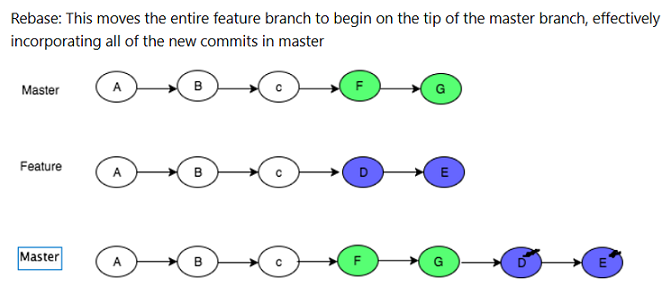 Rebase: This moves the entire feature branch to begin on the tip of the master branch, effectively
incorporating all of the new commits in master
Master A B c F G
Feature A B c D E
Master A B c F G D E